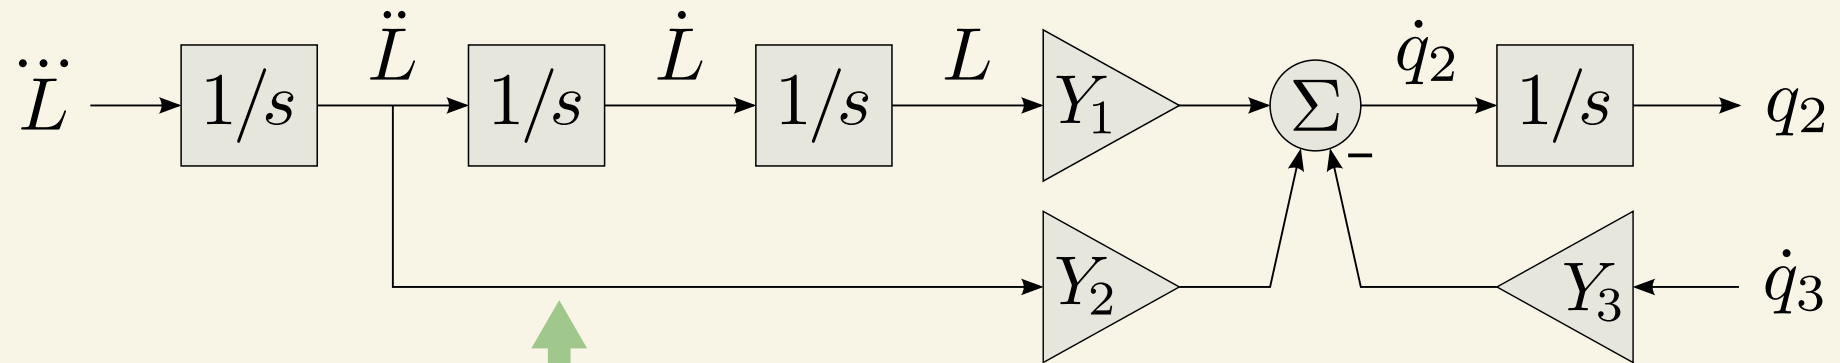 L⃛ 1/s L̈ 1/s L̇ 1/s L Y₁ Σ q̇₂ 1/s q₂
-
Y₂ Y₃ q̇₃